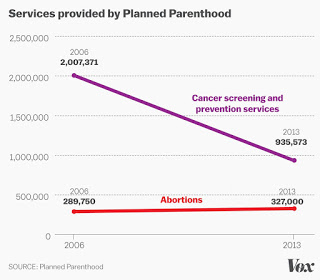 Services provided by Planned Parenthood
2,500,000
2006
2,007,371
2,000,000
Cancer screening and
prevention services
1,500,000
2013
935,573
1,000,000
500,000
2006
289,750
Abortions
2013
327,000
0
2006
2013
SOURCE: Planned Parenthood
Vox